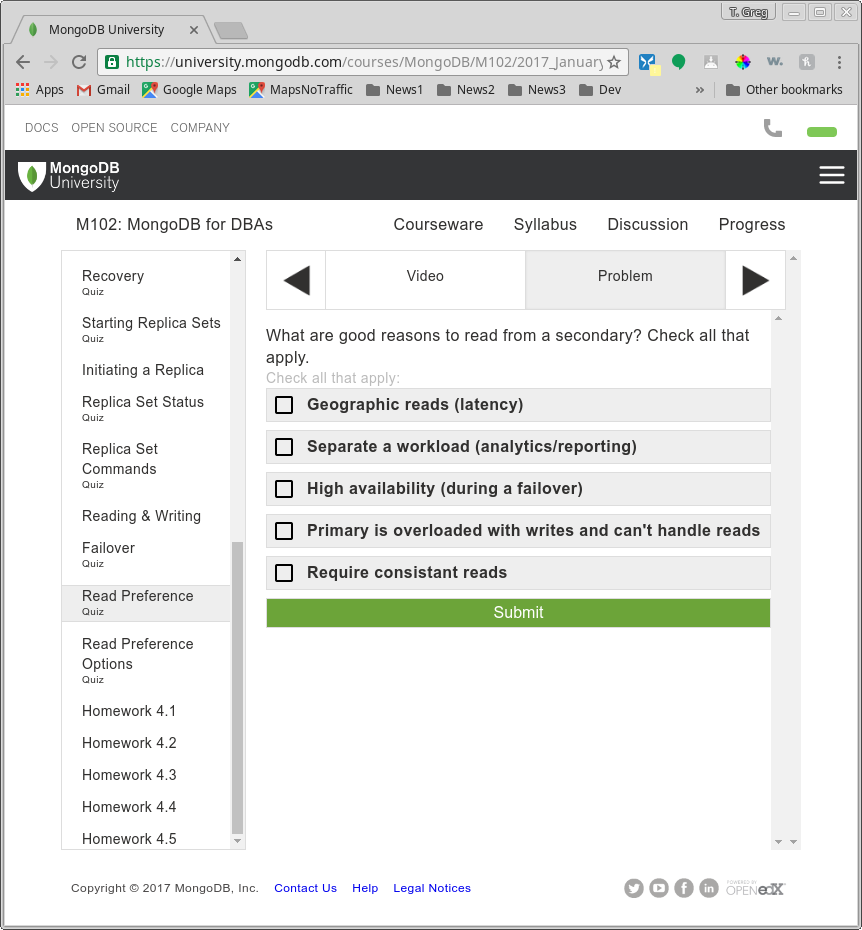 T. Greg
MongoDB University
https://university.mongodb.com/courses/MongoDB/M102/2017_January
Apps Gmail Google Maps MapsNoTraffic News1 News2 News3 Dev » Other bookmarks
DOCS OPEN SOURCE COMPANY
MongoDB
University
M102: MongoDB for DBAs Courseware Syllabus Discussion Progress
Recovery
Quiz
Starting Replica Sets
Quiz
Initiating a Replica
Replica Set Status
Quiz
Replica Set
Commands
Quiz
Reading & Writing
Failover
Quiz
Read Preference
Quiz
Read Preference
Options
Quiz
Homework 4.1
Homework 4.2
Homework 4.3
Homework 4.4
Homework 4.5
Video Problem
What are good reasons to read from a secondary? Check all that
apply.
Check all that apply:
Geographic reads (latency)
Separate a workload (analytics/reporting)
High availability (during a failover)
Primary is overloaded with writes and can't handle reads
Require consistant reads
Submit
Copyright © 2017 MongoDB, Inc. Contact Us Help Legal Notices
POWERED BY
OPEN edX